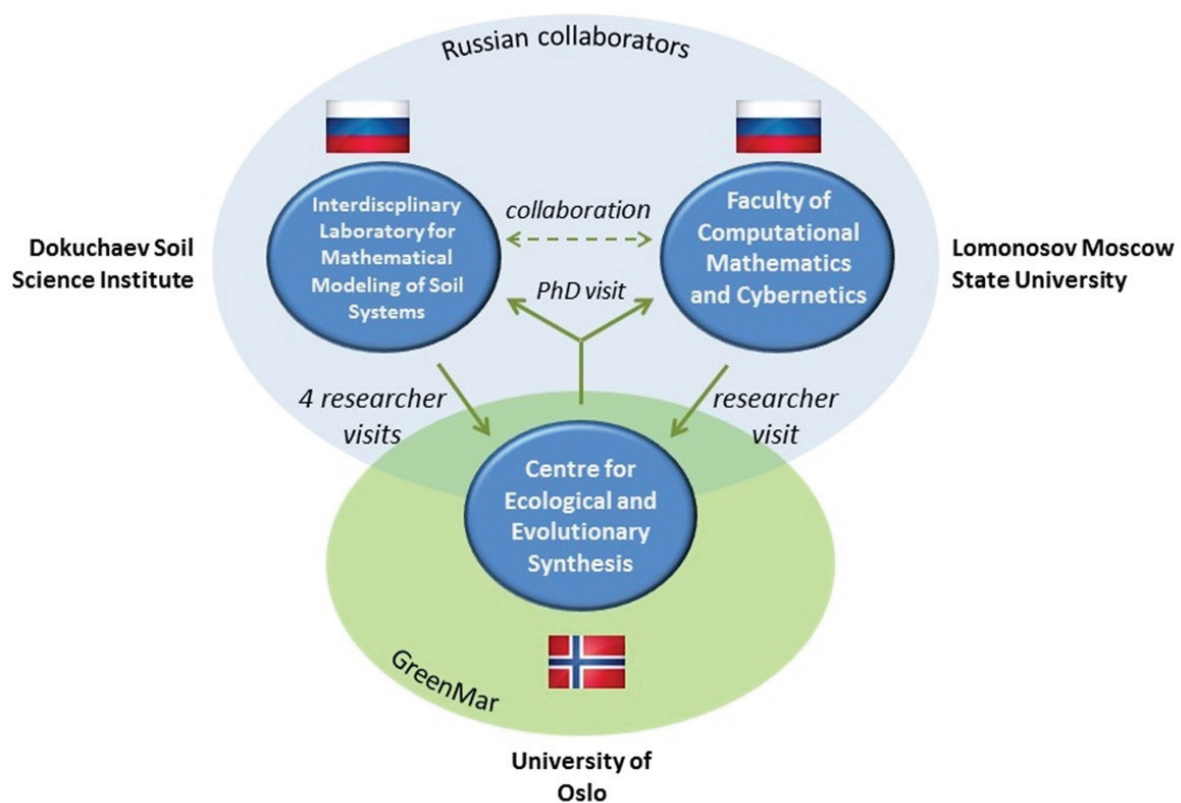 Russian collaborators
Interdiscplinary
Laboratory for
Mathematical
Modeling of Soil
Systems
collaboration
Faculty of
Computational
Mathematics
and Cybernetics
Dokuchaev Soil
Science Institute
Lomonosov Moscow
State University
PhD visit
4 researcher
visits
researcher
visit
Centre for
Ecological and
Evolutionary
Synthesis
GreenMar
University of
Oslo